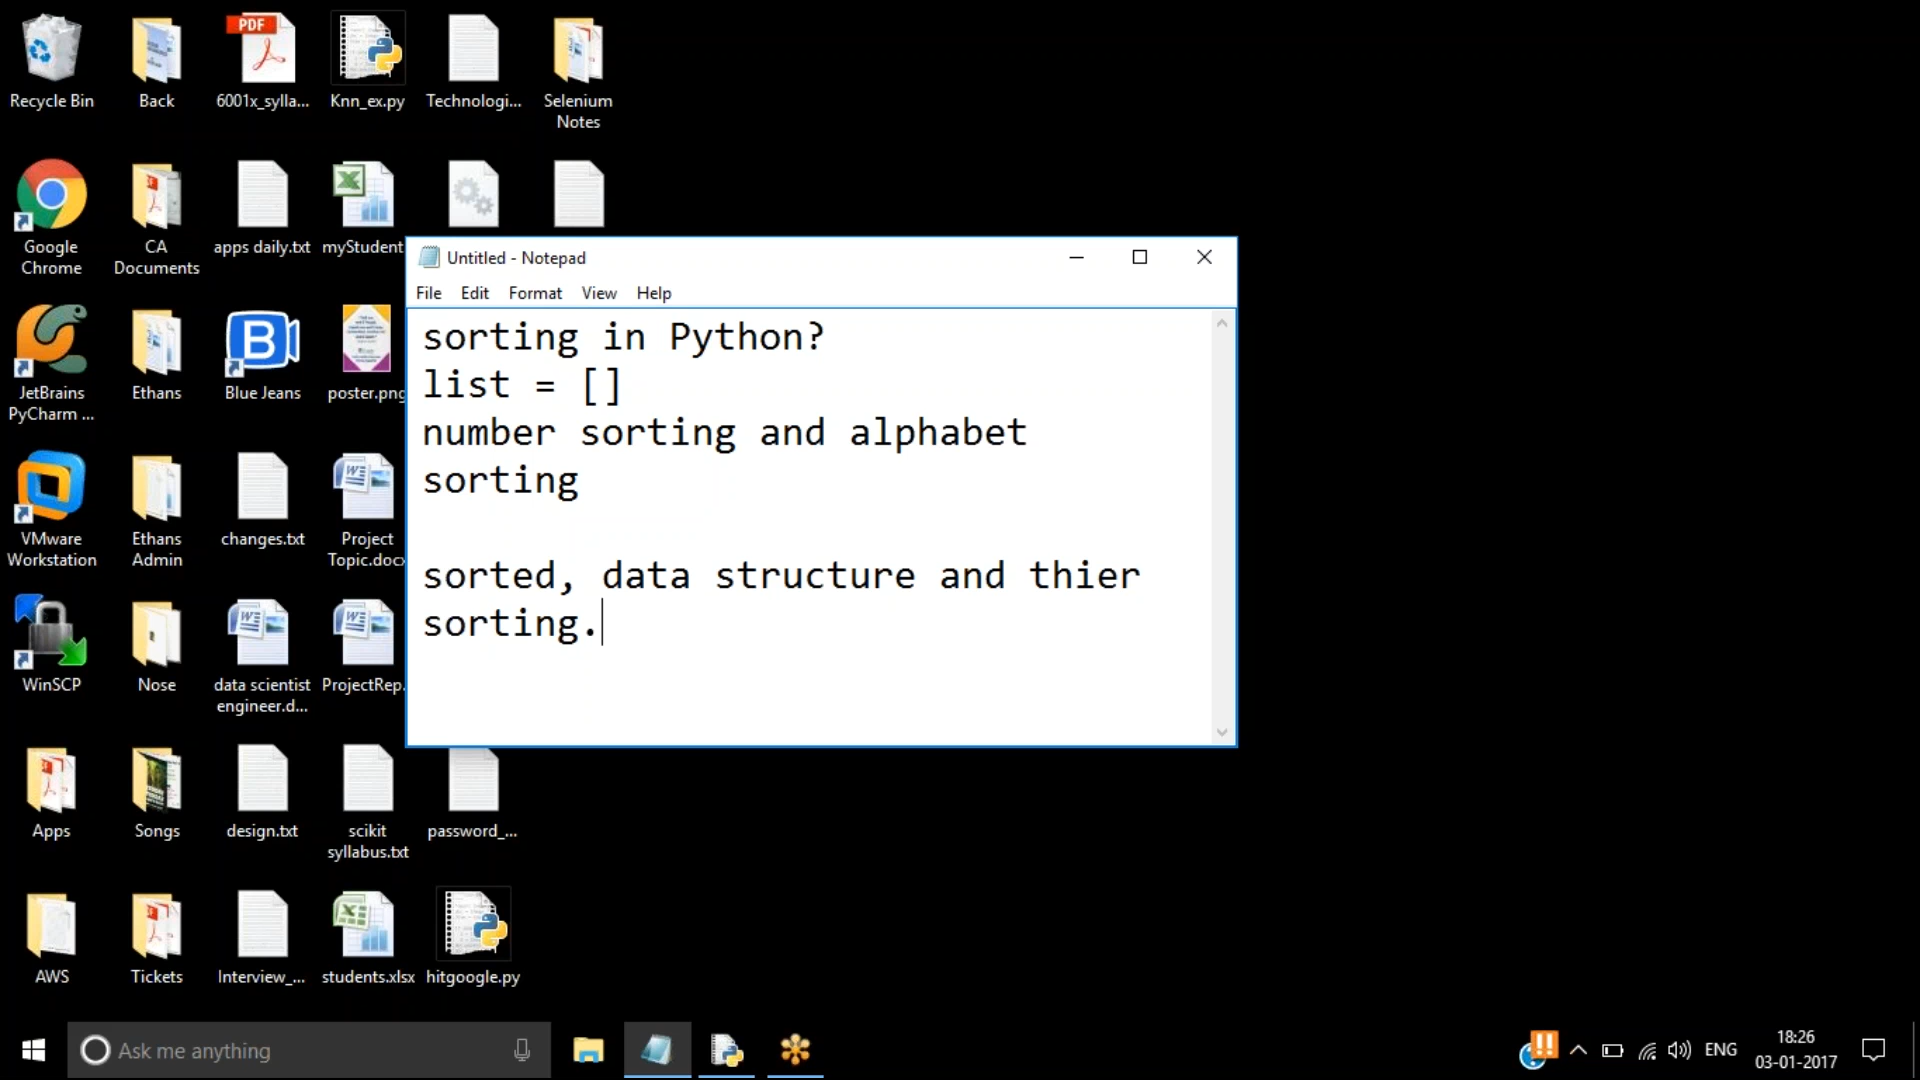 Recycle Bin
Back
PDF
6001x_sylla...
Knn_ex.py
Technologi...
Selenium
Notes
Google
Chrome
CA
Documents
apps daily.txt
myStudent
JetBrains
PyCharm ...
Ethans
B
Blue Jeans
poster.png
VMware
Workstation
Ethans
Admin
changes.txt
Project
Topic.docx
WinSCP
Nose
data scientist
engineer.d...
ProjectRep.
Apps
Songs
design.txt
scikit
syllabus.txt
password_...
AWS
Tickets
Interview_...
students.xlsx
hitgoogle.py
Untitled - Notepad
File Edit Format View Help
sorting in Python?
list = []
number sorting and alphabet
sorting
sorted, data structure and thier
sorting.
Ask me anything
ENG
18:26
03-01-2017